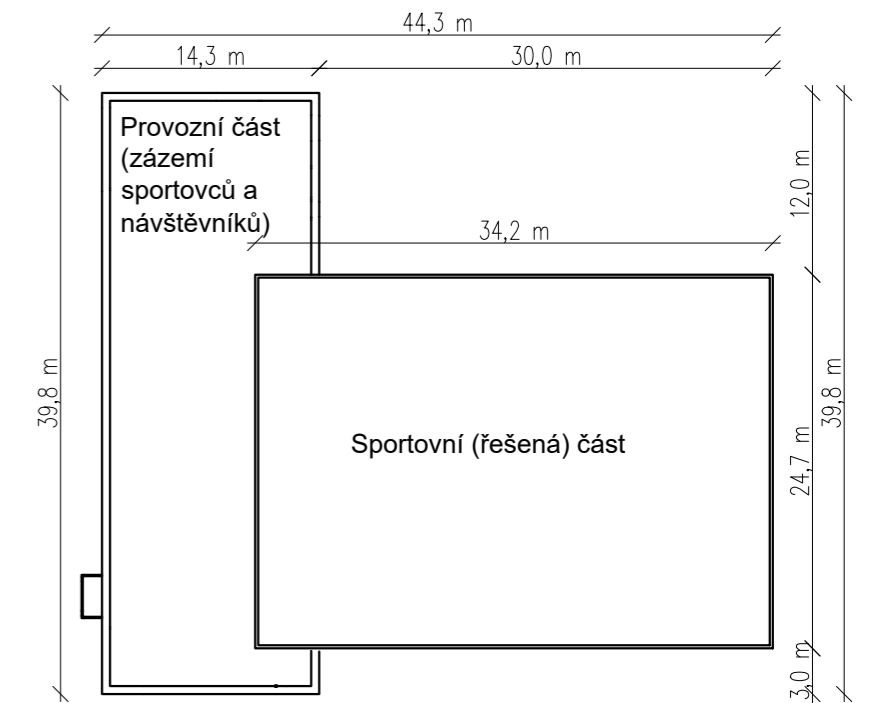 44,3 m
14,3 m
30,0 m
Provozní část
(zázemí
sportovců a
návštěvníků)
12,0 m
34,2 m
39,8 m
39,8 m
Sportovní (řešená) část
24,7 m
3,0 m